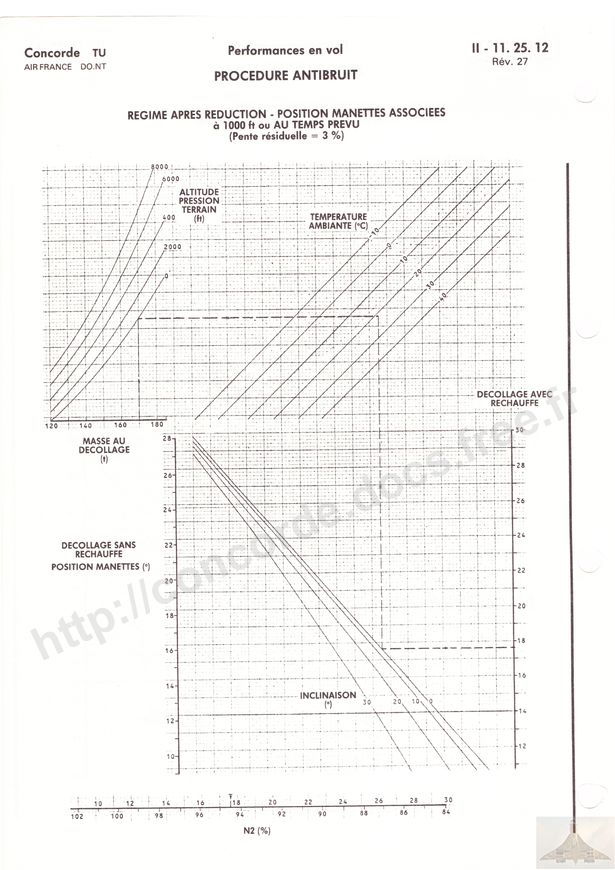 Concorde TU
AIR FRANCE DO.NT
Performances en vol
PROCEDURE ANTIBRUIT
II - 11. 25. 12
Rév. 27
REGIME APRES REDUCTION - POSITION MANETTES ASSOCIEES
à 1000 ft ou AU TEMPS PREVU
(Pente résiduelle = 3 %)
8000
6000
400
2000
0
ALTITUDE
PRESSION
TERRAIN
(ft)
TEMPERATURE
AMBIANTE (°C)
-10
0
10
20
30
40
120 140 160 180
MASSE AU
DECOLLAGE
(t)
DECOLLAGE AVEC
RECHAUFFE
30
28
26
24
22
20
18
16
14
12
DECOLLAGE SANS
RECHAUFFE
POSITION MANETTES (°)
28
26
24
22
20
18
16
14
12
10
INCLINAISON
(°)
30 20 10 0
10 12 14 16 18 20 22 24 26 28 30
102 100 98 96 94 92 90 88 86 84
N2 (%)
http://concorde.docs.free.fr